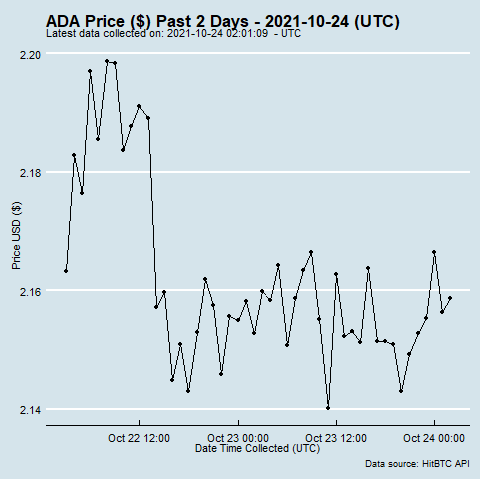 ADA Price ($) Past 2 Days - 2021-10-24 (UTC)
Latest data collected on: 2021-10-24 02:01:09 - UTC
2.20
2.18
2.16
2.14
Price USD ($)
Oct 22 12:00 Oct 23 00:00 Oct 23 12:00 Oct 24 00:00
Date Time Collected (UTC)
Data source: HitBTC API